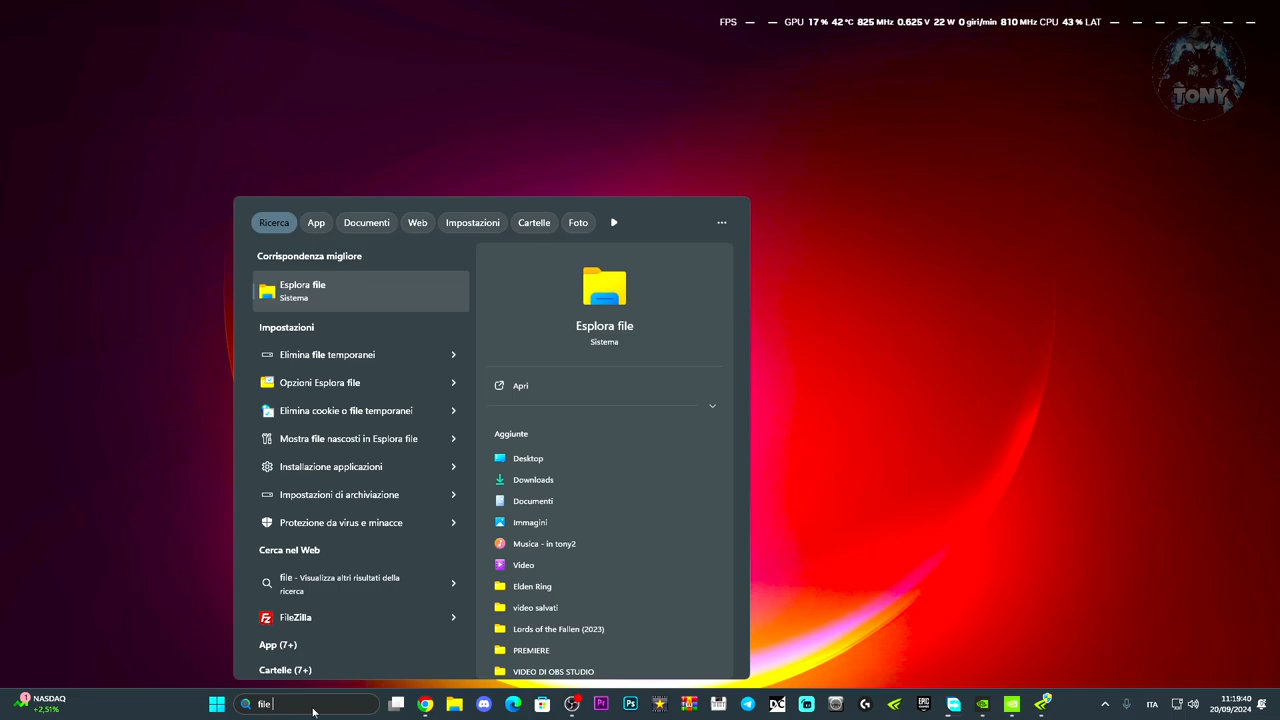 FPS — — GPU 17 % 42 °C 825 MHz 0.625 V 22 W 0 giri/min 810 MHz CPU 43 % LAT — — — — — — —
TONY
Ricerca App Documenti Web Impostazioni Cartelle Foto
Corrispondenza migliore
Esplora file
Sistema
Impostazioni
Elimina file temporanei
Opzioni Esplora file
Elimina cookie o file temporanei
Mostra file nascosti in Esplora file
Installazione applicazioni
Impostazioni di archiviazione
Protezione da virus e minacce
Cerca nel Web
file - Visualizza altri risultati della
ricerca
FileZilla
App (7+)
Cartelle (7+)
Esplora file
Sistema
Apri
Aggiunte
Desktop
Downloads
Documenti
Immagini
Musica - in tony2
Video
Elden Ring
video salvati
Lords of the Fallen (2023)
PREMIERE
VIDEO DI OBS STUDIO
1
NASDAQ
+2,51%
file
Pr
Ps
EPIC
ITA
11:19:40
20/09/2024